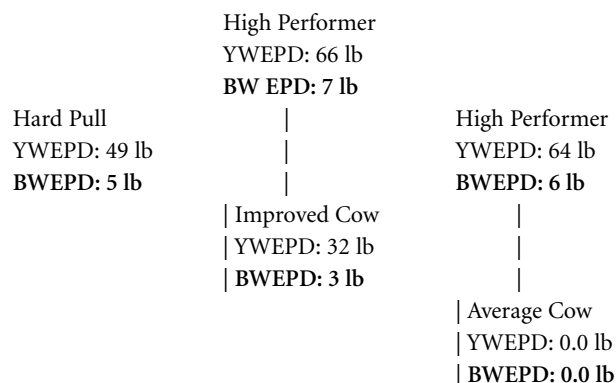 High Performer
YWEPD: 66 lb
BW EPD: 7 lb
Hard Pull
YWEPD: 49 lb
BWEPD: 5 lb
High Performer
YWEPD: 64 lb
BWEPD: 6 lb
| Improved Cow
| YWEPD: 32 lb
| BWEPD: 3 lb
| Average Cow
| YWEPD: 0.0 lb
| BWEPD: 0.0 lb